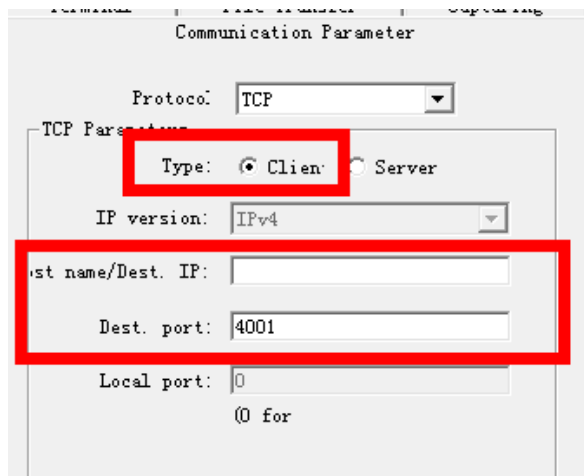 Communication Parameter
Protocol TCP
TCP Parameters
Type: Client Server
IP version: IPv4
st name/Dest. IP:
Dest. port: 4001
Local port: 0
(0 for